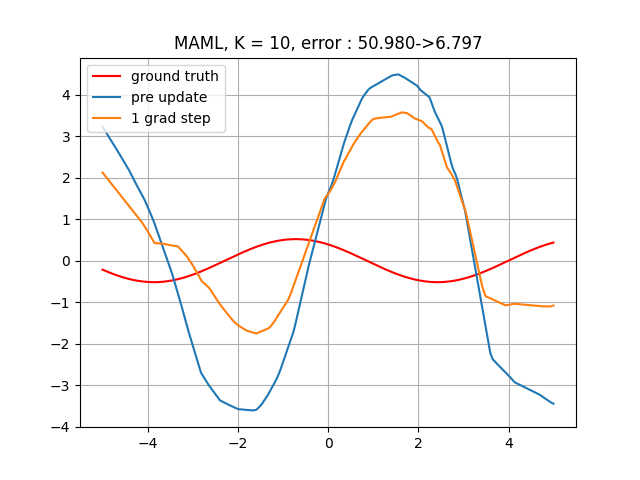 MAML, K = 10, error : 50.980->6.797
ground truth
pre update
1 grad step
4
3
2
1
0
−1
−2
−3
−4
−4 −2 0 2 4